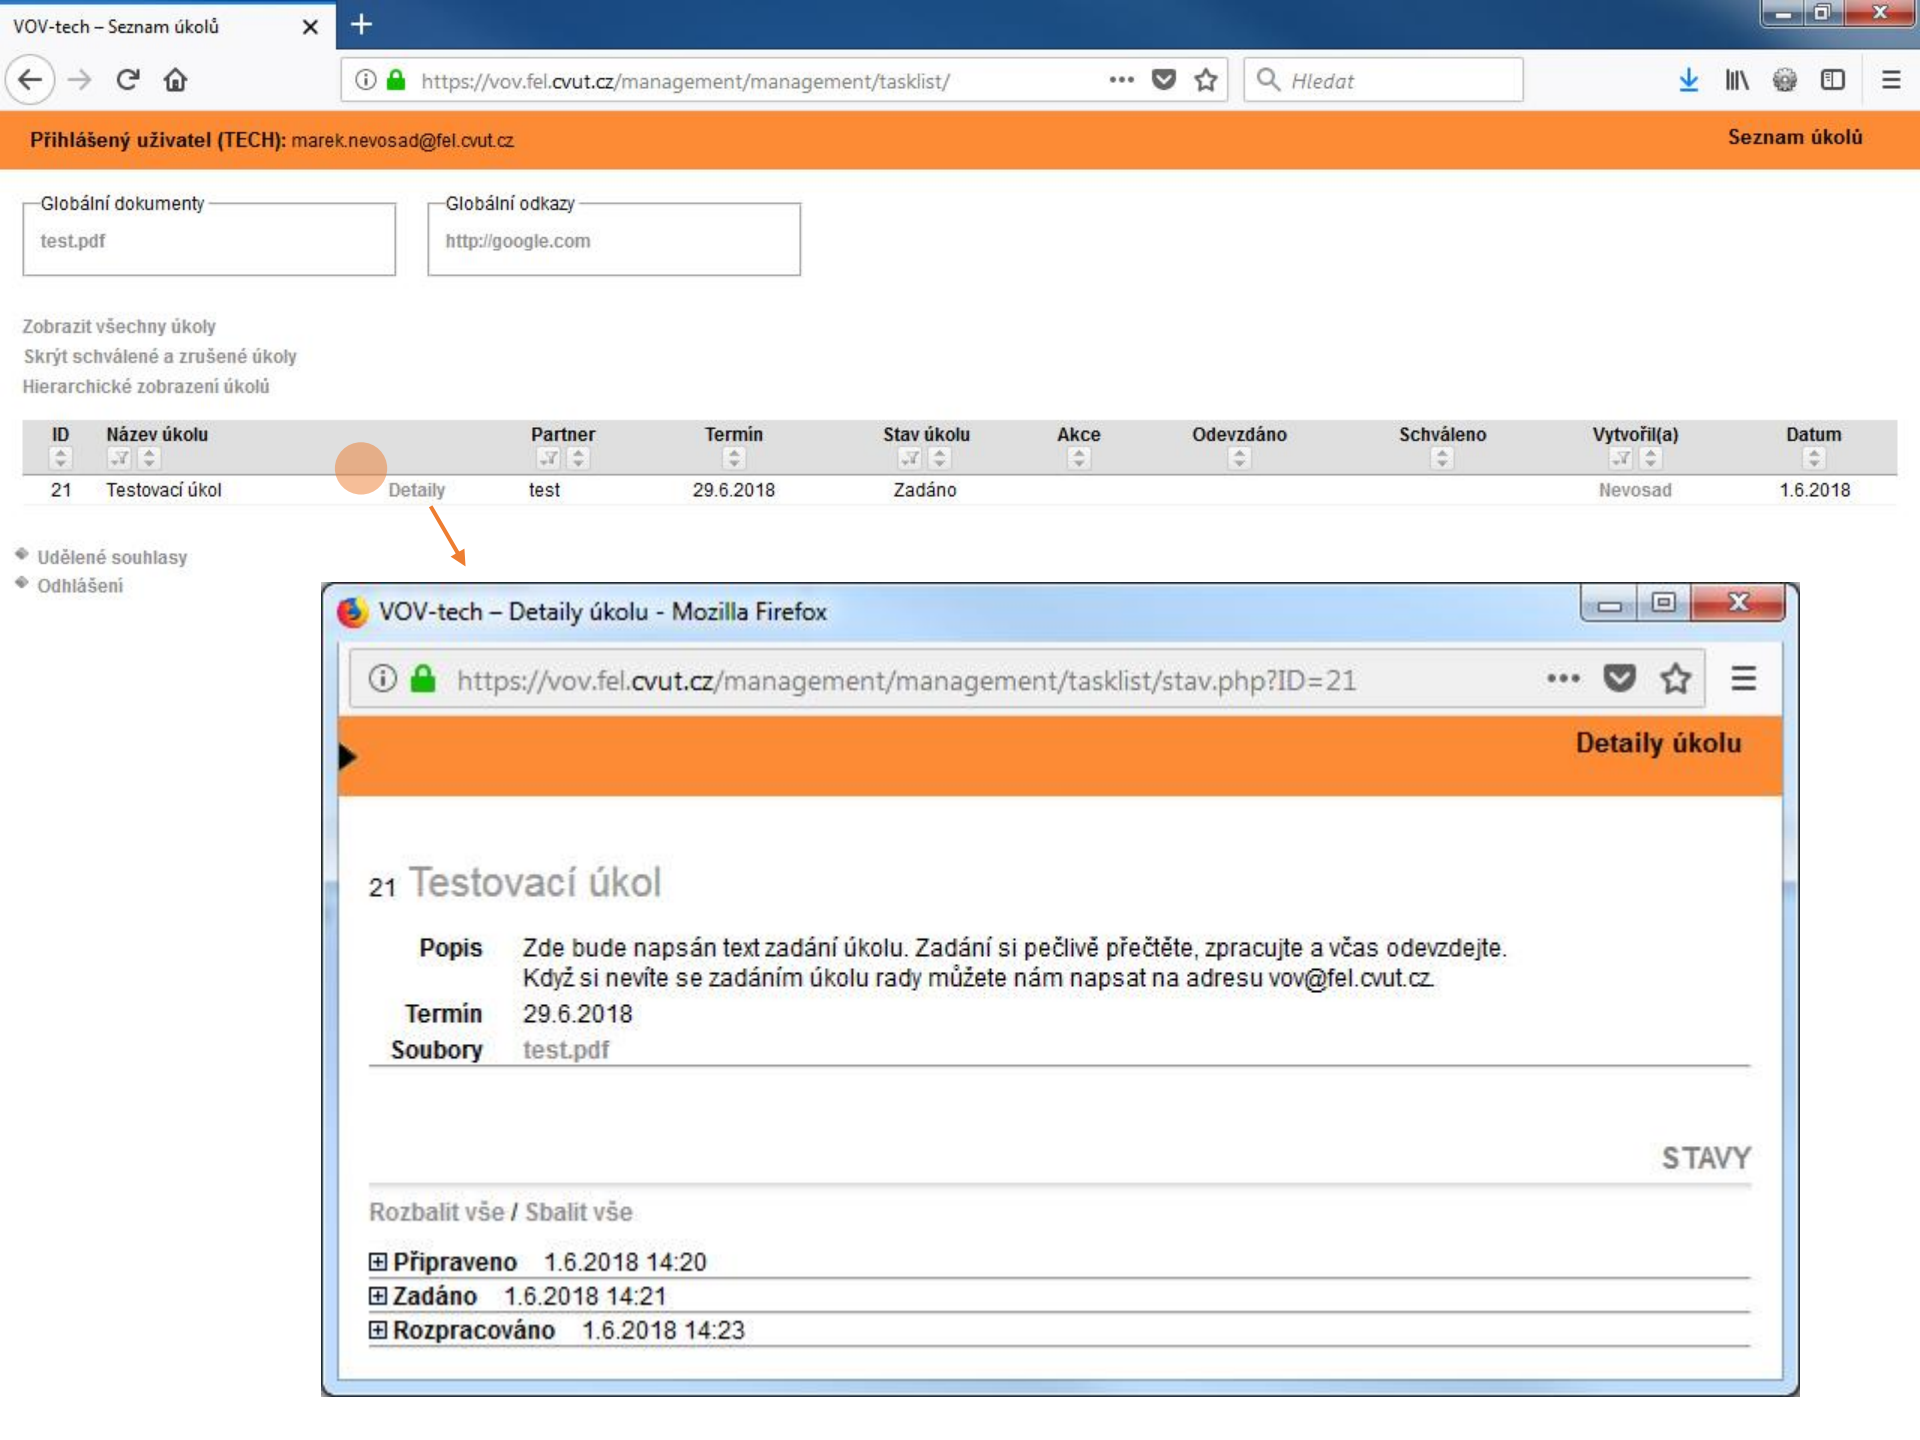 VOV-tech – Seznam úkolů
https://vov.fel.cvut.cz/management/management/tasklist/
Hledat
Přihlášený uživatel (TECH): marek.nevosad@fel.cvut.cz
Seznam úkolů
Globální dokumenty
Globální odkazy
test.pdf
http://google.com
Zobrazit všechny úkoly
Skrýt schválené a zrušené úkoly
Hierarchické zobrazení úkolů
ID Název úkolu Partner Termín Stav úkolu Akce Odevzdáno Schváleno Vytvořil(a) Datum
21 Testovací úkol Detaily test 29.6.2018 Zadáno Nevosad 1.6.2018
Udělené souhlasy
Odhlášení
VOV-tech – Detaily úkolu - Mozilla Firefox
https://vov.fel.cvut.cz/management/management/tasklist/stav.php?ID=21
Detaily úkolu
21 Testovací úkol
Popis Zde bude napsán text zadání úkolu. Zadání si pečlivě přečtěte, zpracujte a včas odevzdejte.
Když si nevíte se zadáním úkolu rady můžete nám napsat na adresu vov@fel.cvut.cz.
Termín 29.6.2018
Soubory test.pdf
STAVY
Rozbalit vše / Sbalit vše
Připraveno 1.6.2018 14:20
Zadáno 1.6.2018 14:21
Rozpracováno 1.6.2018 14:23